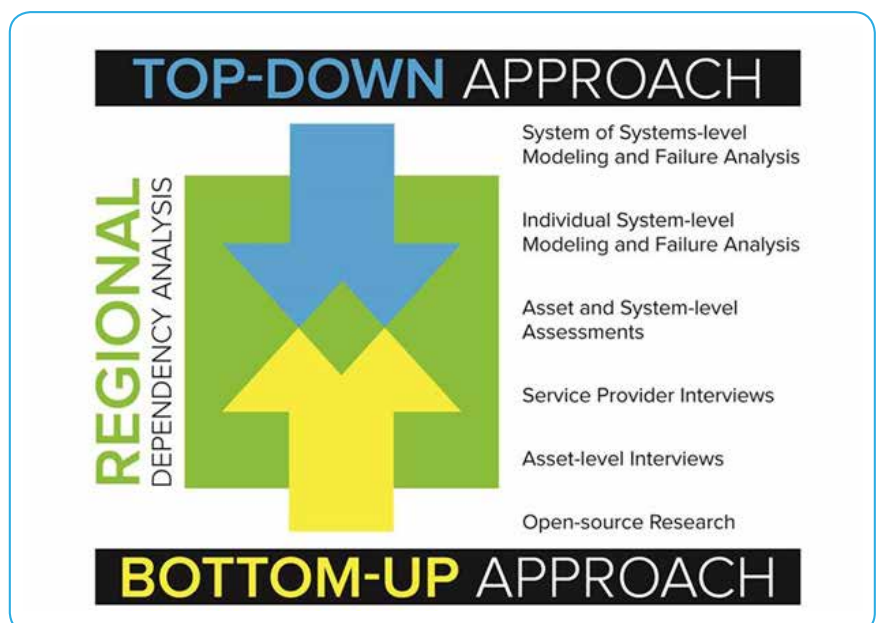 TOP-DOWN APPROACH
REGIONAL
DEPENDENCY ANALYSIS
System of Systems-level
Modeling and Failure Analysis
Individual System-level
Modeling and Failure Analysis
Asset and System-level
Assessments
Service Provider Interviews
Asset-level Interviews
Open-source Research
BOTTOM-UP APPROACH